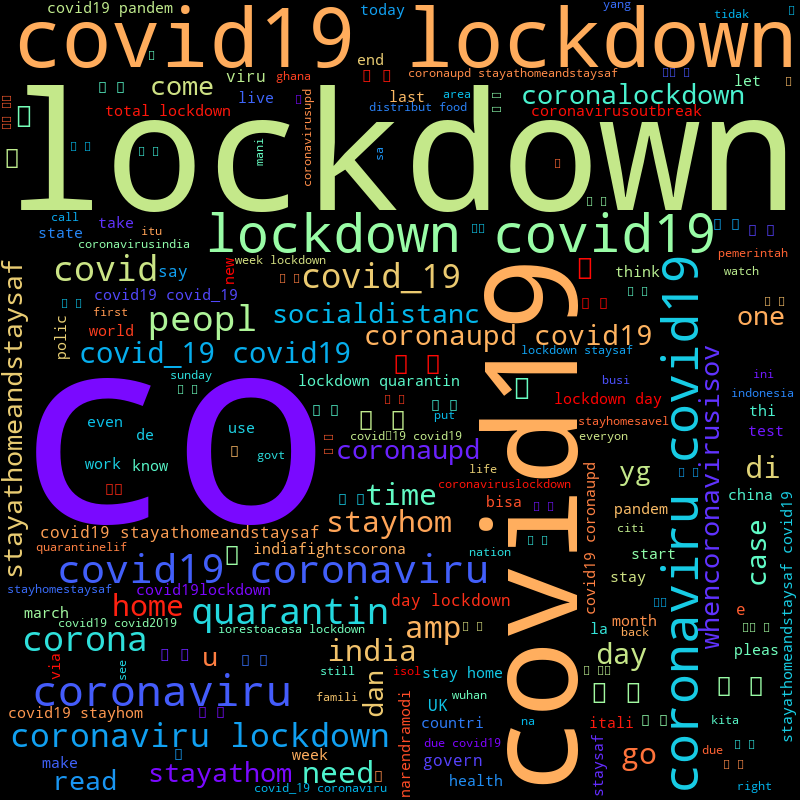 covid19 pandem
today
yang
tidak
covid19 lockdown
end
come
viru
ghana
coronaupd stayathomeandstaysaf
let
live
last
area
coronalockdown
total lockdown
distribut food
coronavirusoutbreak
coronavirusupd
mani
sa
lockdown
call
state
take
itu
coronavirusindia
lockdown covid19
pemerintah
watch
covid
say
new
week lockdown
covid_19
think
covid19 covid_19
first
world
polic
peopl
socialdistanc
coronaupd covid19
one
stayathomeandstaysaf
covid_19 covid19
lockdown staysaf
sunday
lockdown quarantin
co
covid19
coronaviru covid19
whencoronavirusisov
busi
ini
indonesia
lockdown day
thi
test
put
stayhomesavel
everyon
even
de
use
covid 19 covid19
coronaupd
govt
work
know
life
yg
di
coronaviruslockdown
time
bisa
pandem
china
case
covid19 coronaupd
stayathomeandstaysaf covid19
stayhom
citi
covid19 stayathomeandstaysaf
quarantinelif
indiafightscorona
nation
start
covid19 coronaviru
stay
stayhomestaysaf
covid19lockdown
march
home
quarantin
day lockdown
month
e
covid19 covid2019
iorestoacasa lockdown
amp
la
back
corona
india
day
pleas
via
see
u
still
isol
stay home
dan
wuhan
coronaviru
famili
narendramodi
UK
covid19 stayhom
countri
na
itali
kita
coronaviru lockdown
due covid19
due
week
go
make
govern
staysaf
read
stayathom
need
health
right
covid_19 coronaviru